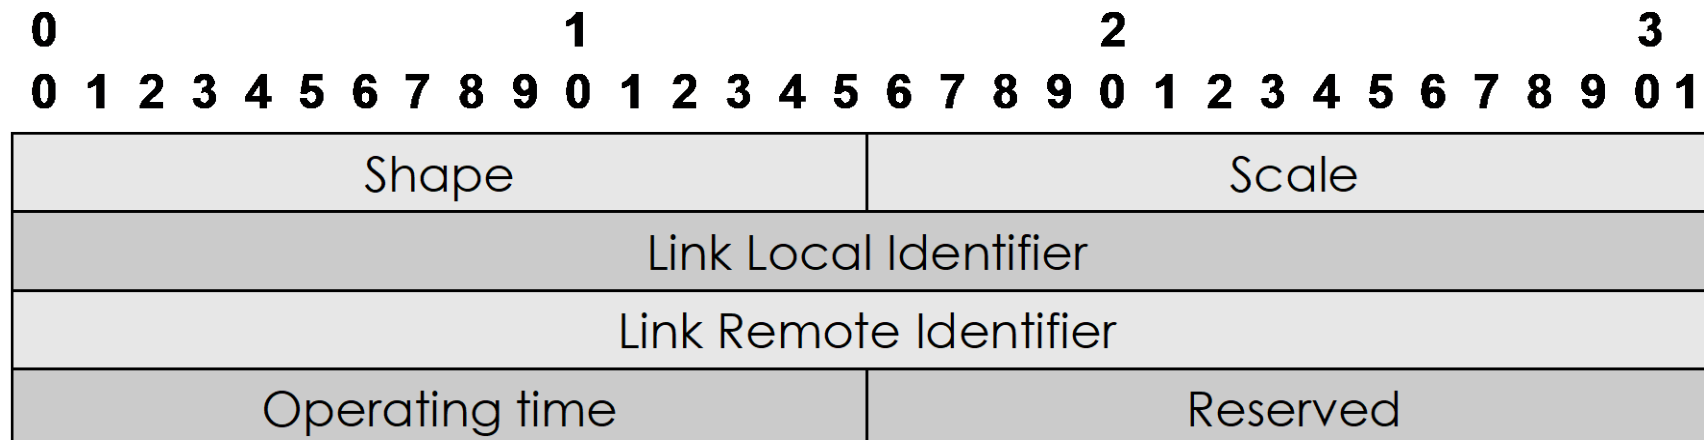 0 1 2 3
0 1 2 3 4 5 6 7 8 9 0 1 2 3 4 5 6 7 8 9 0 1 2 3 4 5 6 7 8 9 0 1
Shape Scale
Link Local Identifier
Link Remote Identifier
Operating time Reserved